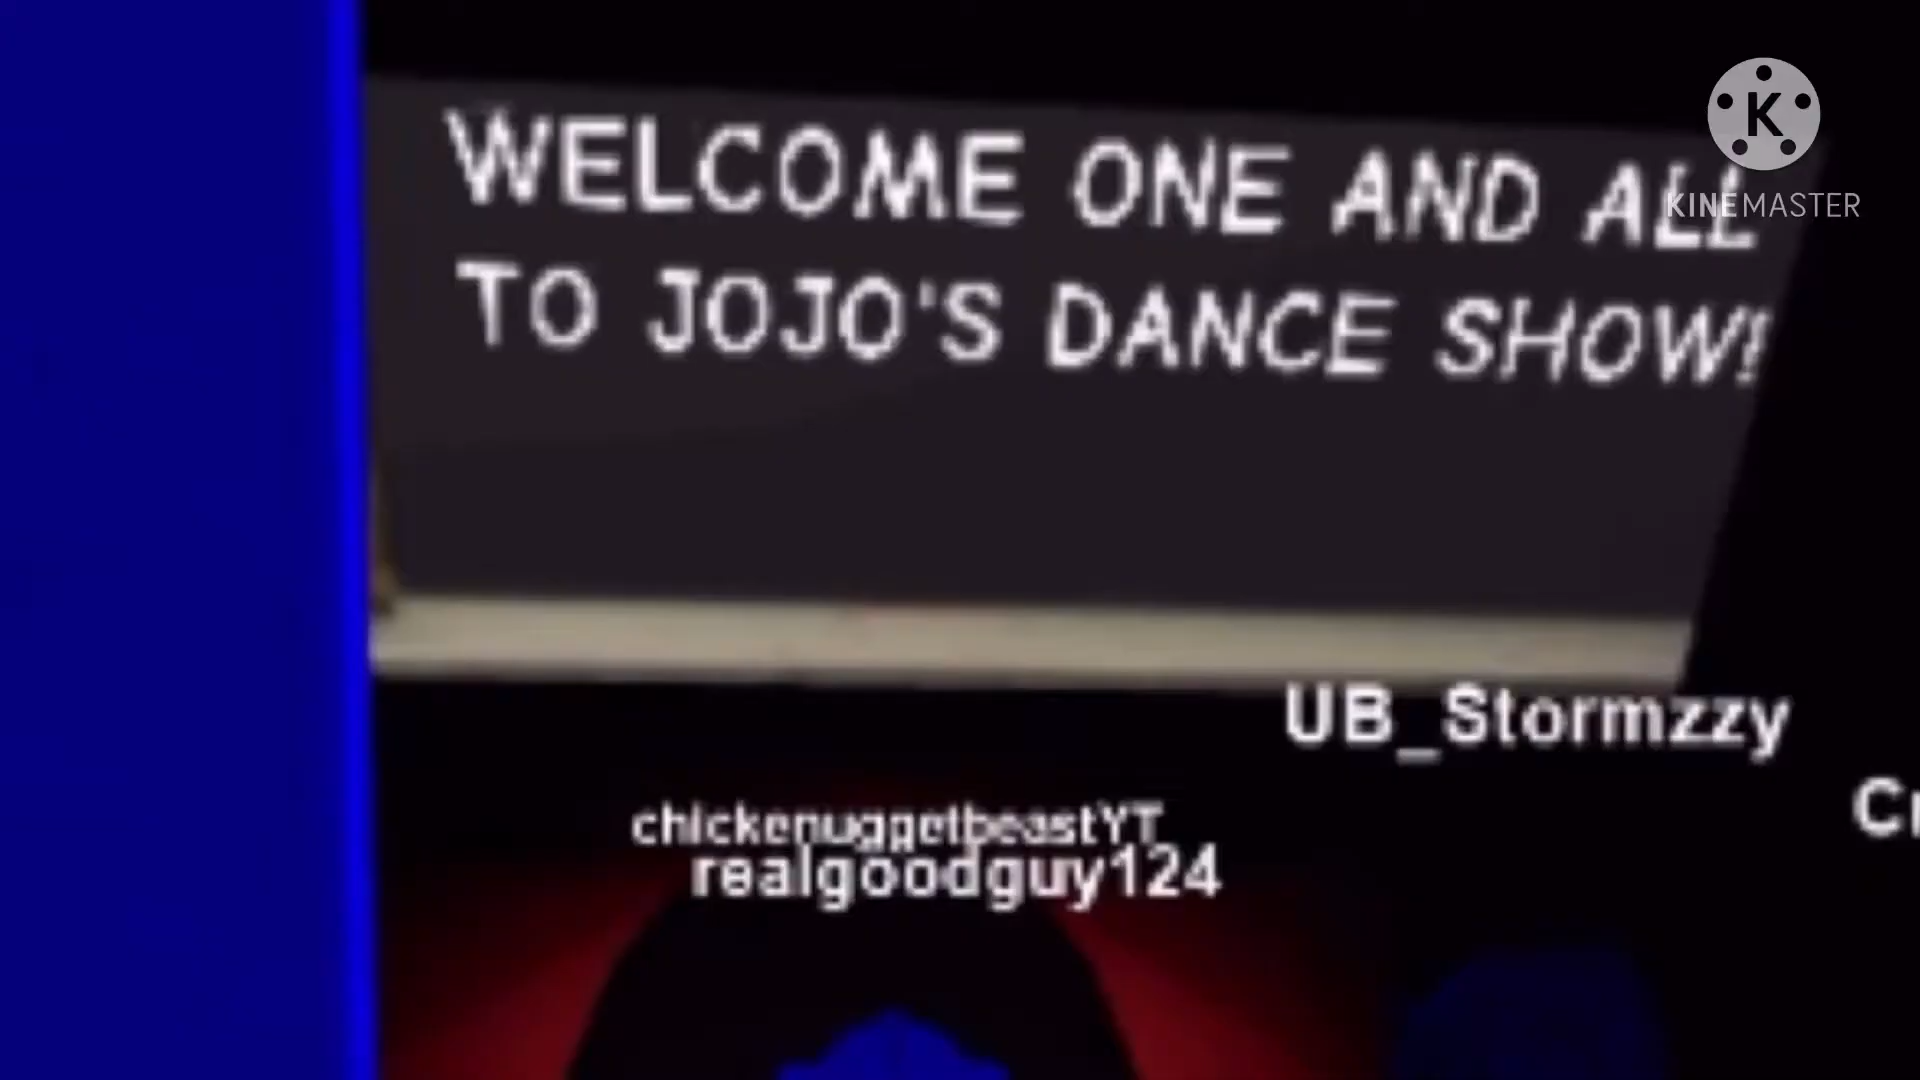 K
KINEMASTER
WELCOME ONE AND ALL
TO JOJO'S DANCE SHOW!
UB_Stormzzy
chickenuggetbeastYT
realgoodguy124